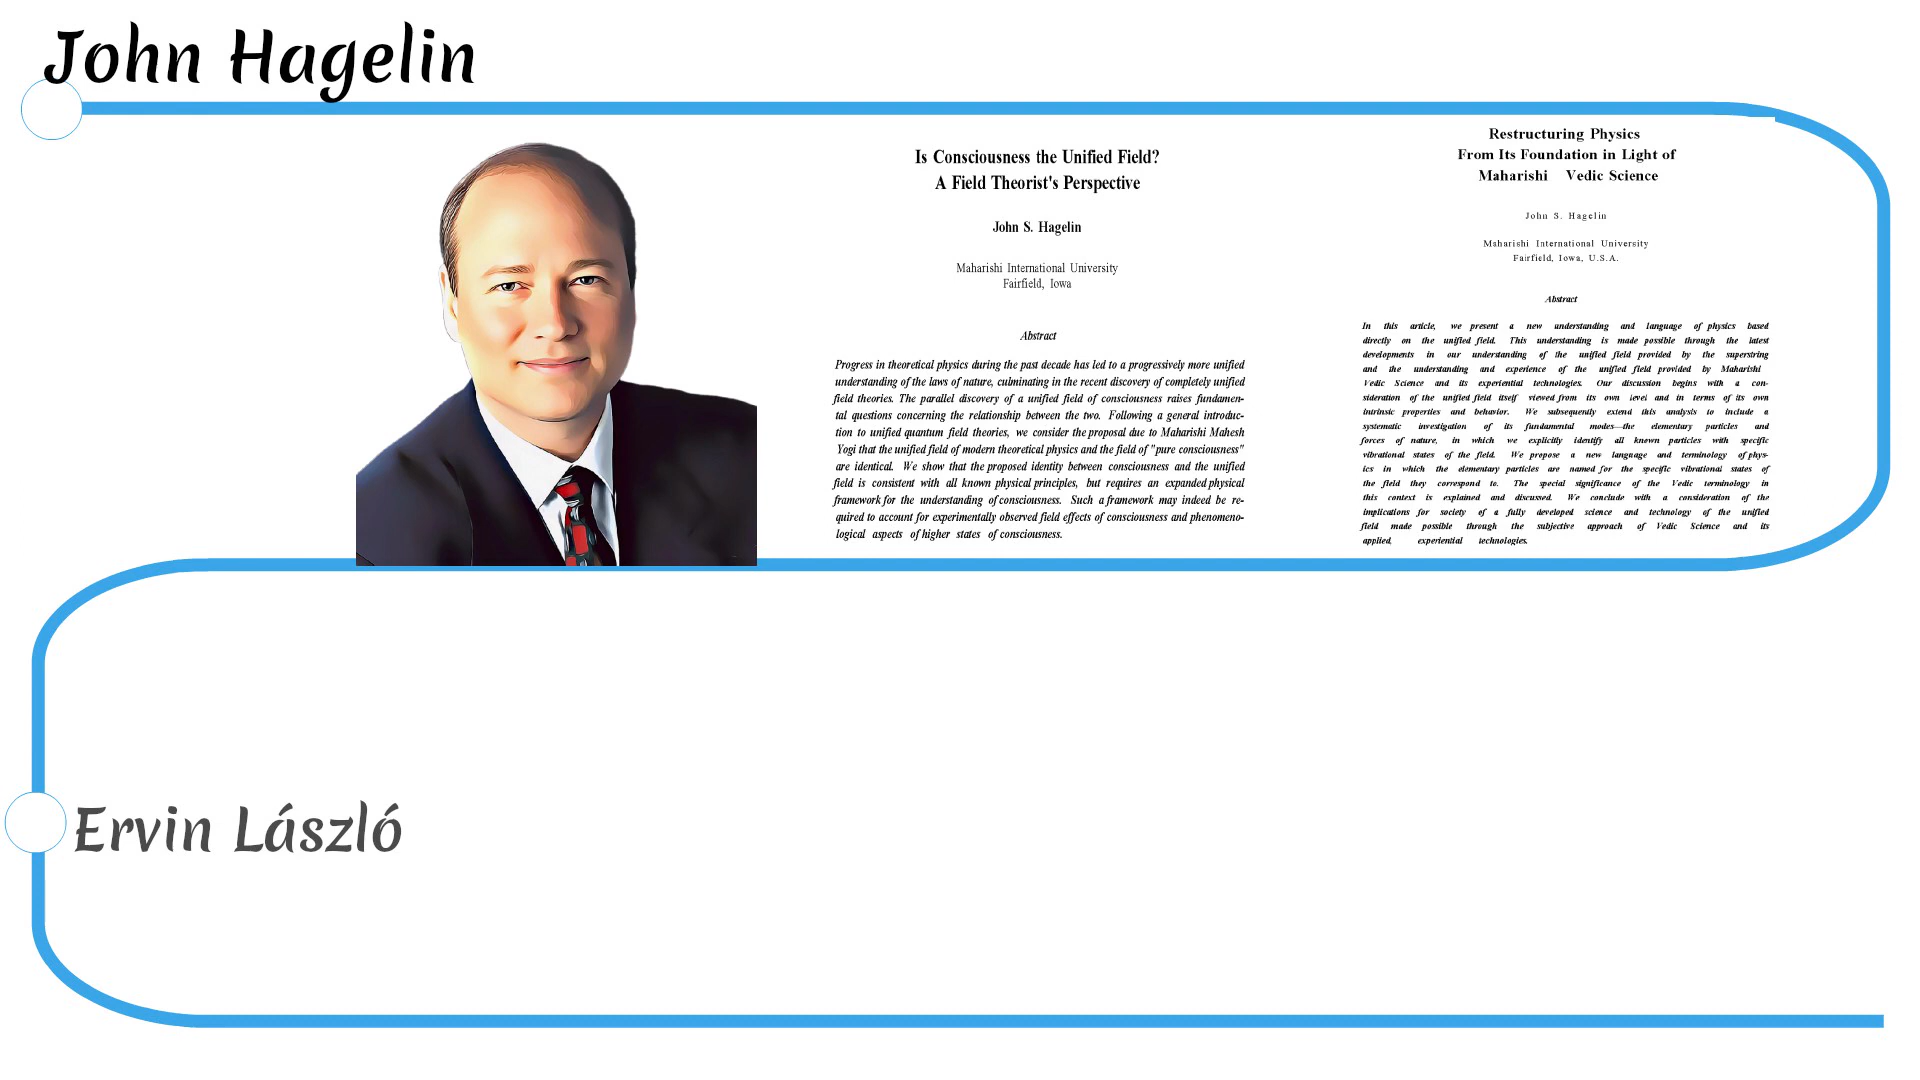 John Hagelin
Is Consciousness the Unified Field?
A Field Theorist's Perspective
John S. Hagelin
Maharishi International University
Fairfield, Iowa
Abstract
Progress in theoretical physics during the past decade has led to a progressively more unified
understanding of the laws of nature, culminating in the recent discovery of completely unified
field theories. The parallel discovery of a unified field of consciousness raises fundamen-
tal questions concerning the relationship between the two. Following a general introduc-
tion to unified quantum field theories, we consider the proposal due to Maharishi Mahesh
Yogi that the unified field of modern theoretical physics and the field of "pure consciousness"
are identical. We show that the proposed identity between consciousness and the unified
field is consistent with all known physical principles, but requires an expanded physical
framework for the understanding of consciousness. Such a framework may indeed be re-
quired to account for experimentally observed field effects of consciousness and phenomeno-
logical aspects of higher states of consciousness.
Restructuring Physics
From Its Foundation in Light of
Maharishi Vedic Science
John S. Hagelin
Maharishi International University
Fairfield, Iowa, U.S.A.
Abstract
In this article, we present a new understanding and language of physics based
directly on the unified field. This understanding is made possible through the latest
developments in our understanding of the unified field provided by the superstring
and the understanding and experience of the unified field provided by Maharishi
Vedic Science and its experiential technologies. Our discussion begins with a con-
sideration of the unified field itself viewed from its own level and in terms of its own
intrinsic properties and behavior. We subsequently extend this analysis to include a
systematic investigation of its fundamental modes—the elementary particles and
forces of nature, in which we explicitly identify all known particles with specific
vibrational states of the field. We propose a new language and terminology of phys-
ics in which the elementary particles are named for the specific vibrational states of
the field they correspond to. The special significance of the Vedic terminology in
this context is explained and discussed. We conclude with a consideration of the
implications for society of a fully developed science and technology of the unified
field made possible through the subjective approach of Vedic Science and its
applied, experiential technologies.
Ervin László